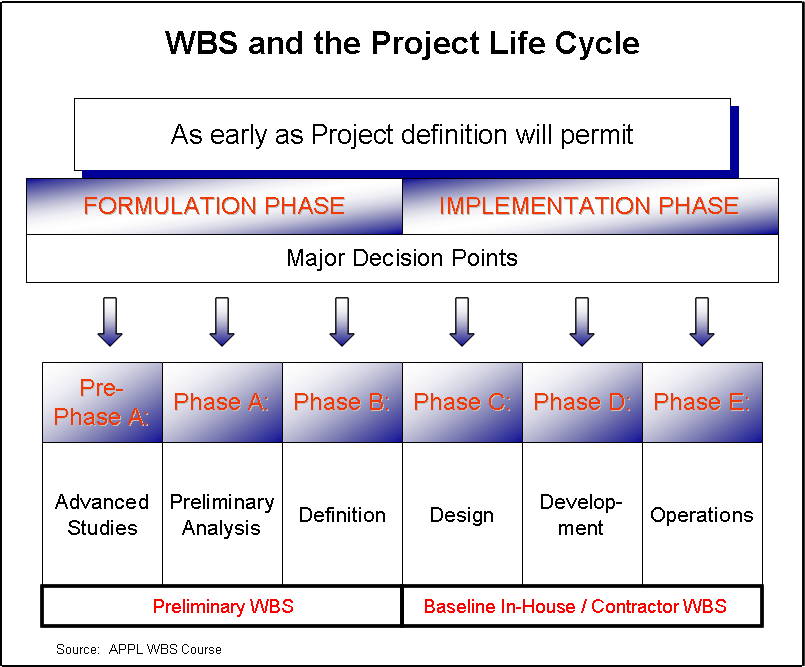 WBS and the Project Life Cycle
As early as Project definition will permit
FORMULATION PHASE
IMPLEMENTATION PHASE
Major Decision Points
Pre-
Phase A:
Phase A:
Phase B:
Phase C:
Phase D:
Phase E:
Advanced
Studies
Preliminary
Analysis
Definition
Design
Develop-
ment
Operations
Preliminary WBS
Baseline In-House / Contractor WBS
Source: APPL WBS Course